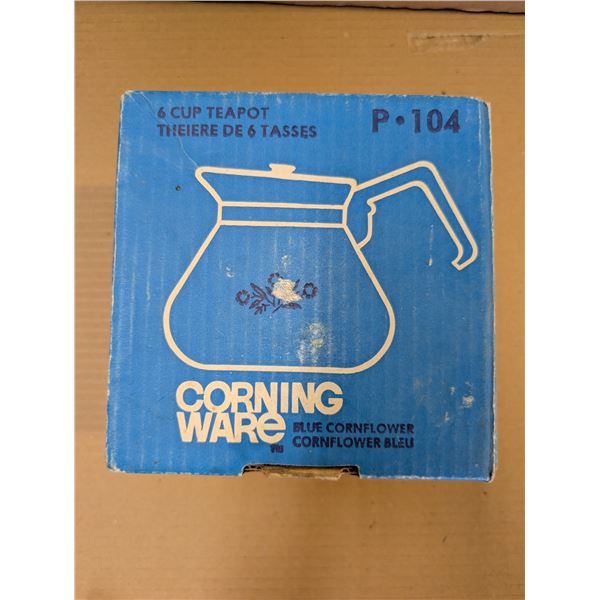 6 CUP TEAPOT
THEIERE DE 6 TASSES
P•104
CORNING
WARE
BLUE CORNFLOWER
CORNFLOWER BLEU